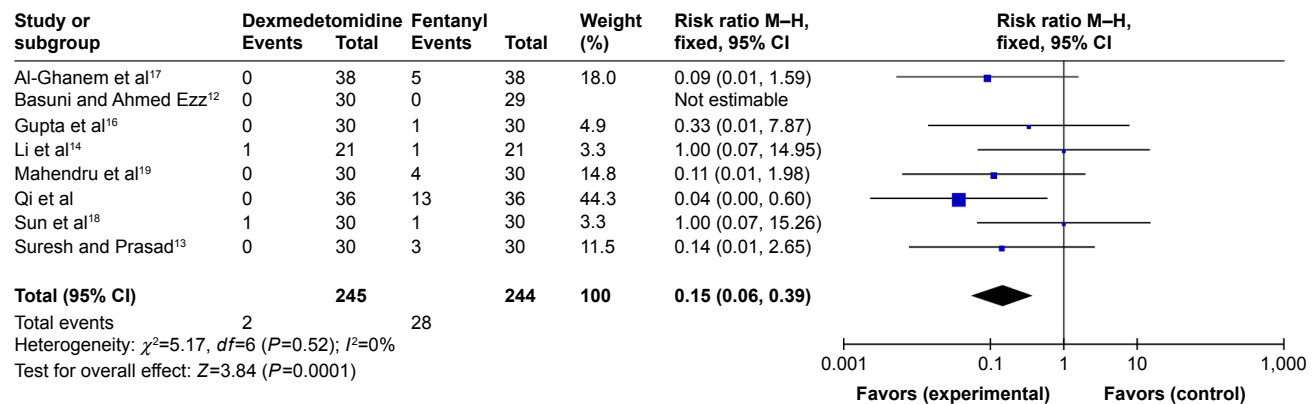 Study or subgroup Dexmedetomidine Fentanyl Weight (%) Risk ratio M–H, fixed, 95% CI Risk ratio M–H, fixed, 95% CI
Events Total Events Total
Al-Ghanem et al17 0 38 5 38 18.0 0.09 (0.01, 1.59)
Basuni and Ahmed Ezz12 0 30 0 29 Not estimable
Gupta et al16 0 30 1 30 4.9 0.33 (0.01, 7.87)
Li et al14 1 21 1 21 3.3 1.00 (0.07, 14.95)
Mahendru et al19 0 30 4 30 14.8 0.11 (0.01, 1.98)
Qi et al 0 36 13 36 44.3 0.04 (0.00, 0.60)
Sun et al18 1 30 1 30 3.3 1.00 (0.07, 15.26)
Suresh and Prasad13 0 30 3 30 11.5 0.14 (0.01, 2.65)
Total (95% CI) 245 244 100 0.15 (0.06, 0.39)
Total events 2 28
Heterogeneity: χ2=5.17, df=6 (P=0.52); I2=0%
Test for overall effect: Z=3.84 (P=0.0001)
0.001 0.1 1 10 1,000
Favors (experimental) Favors (control)